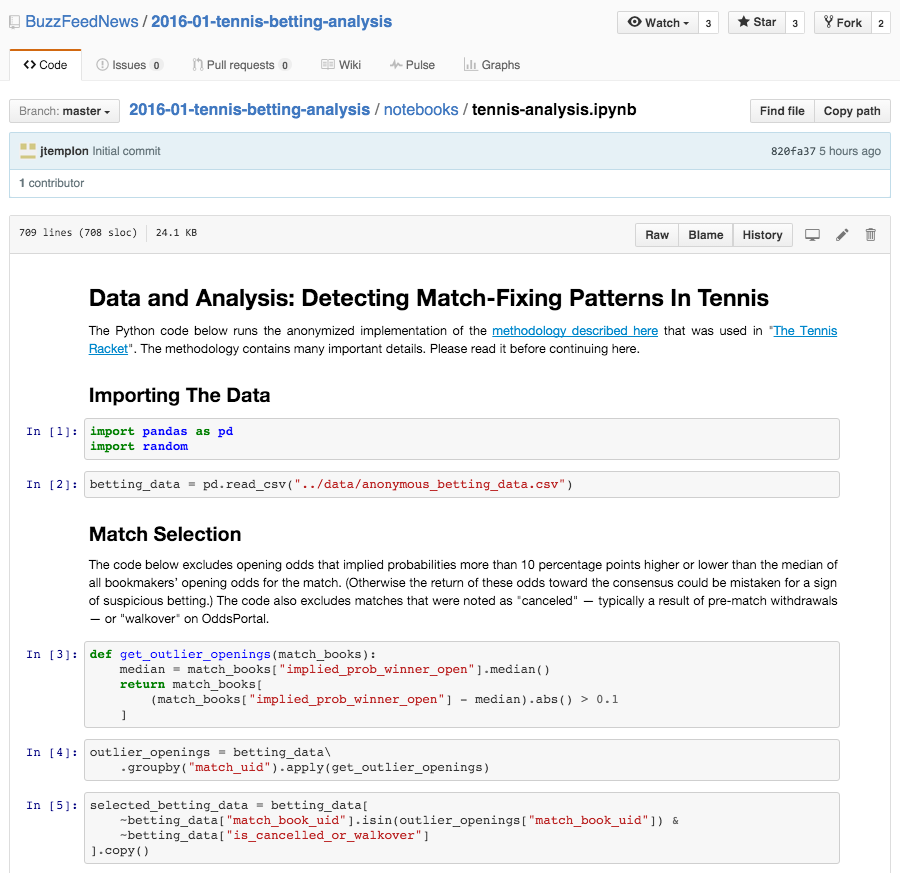 BuzzFeedNews / 2016-01-tennis-betting-analysis
Watch 3 Star 3 Fork 2
Code Issues 0 Pull requests 0 Wiki Pulse Graphs
Branch: master 2016-01-tennis-betting-analysis / notebooks / tennis-analysis.ipynb Find file Copy path
jtemplon Initial commit 820fa37 5 hours ago
1 contributor
709 lines (708 sloc) 24.1 KB Raw Blame History
Data and Analysis: Detecting Match-Fixing Patterns In Tennis
The Python code below runs the anonymized implementation of the methodology described here that was used in "The Tennis
Racket". The methodology contains many important details. Please read it before continuing here.
Importing The Data
In [1]: import pandas as pd
import random
In [2]: betting_data = pd.read_csv("../data/anonymous_betting_data.csv")
Match Selection
The code below excludes opening odds that implied probabilities more than 10 percentage points higher or lower than the median of
all bookmakers' opening odds for the match. (Otherwise the return of these odds toward the consensus could be mistaken for a sign
of suspicious betting.) The code also excludes matches that were noted as "canceled" — typically a result of pre-match withdrawals
— or "walkover" on OddsPortal.
In [3]: def get_outlier_openings(match_books):
median = match_books["implied_prob_winner_open"].median()
return match_books[
(match_books["implied_prob_winner_open"] - median).abs() > 0.1
]
In [4]: outlier_openings = betting_data\
.groupby("match_uid").apply(get_outlier_openings)
In [5]: selected_betting_data = betting_data[
~betting_data["match_book_uid"].isin(outlier_openings["match_book_uid"]) &
~betting_data["is_cancelled_or_walkover"]
].copy()